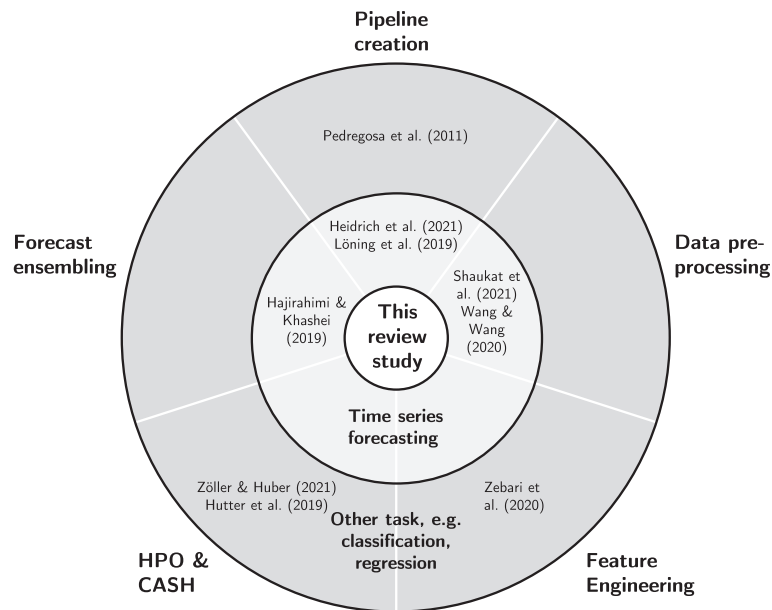 Pipeline
creation
Pedregosa et al. (2011)
Heidrich et al. (2021)
Löning et al. (2019)
Forecast
ensembling
Data pre-
processing
Hajirahimi &
Khashei
(2019)
This
review
study
Shaukat et
al. (2021)
Wang &
Wang
(2020)
Time series
forecasting
Zöller & Huber (2021)
Hutter et al. (2019)
Zebari et
al. (2020)
Other task, e.g.
classification,
regression
HPO &
CASH
Feature
Engineering